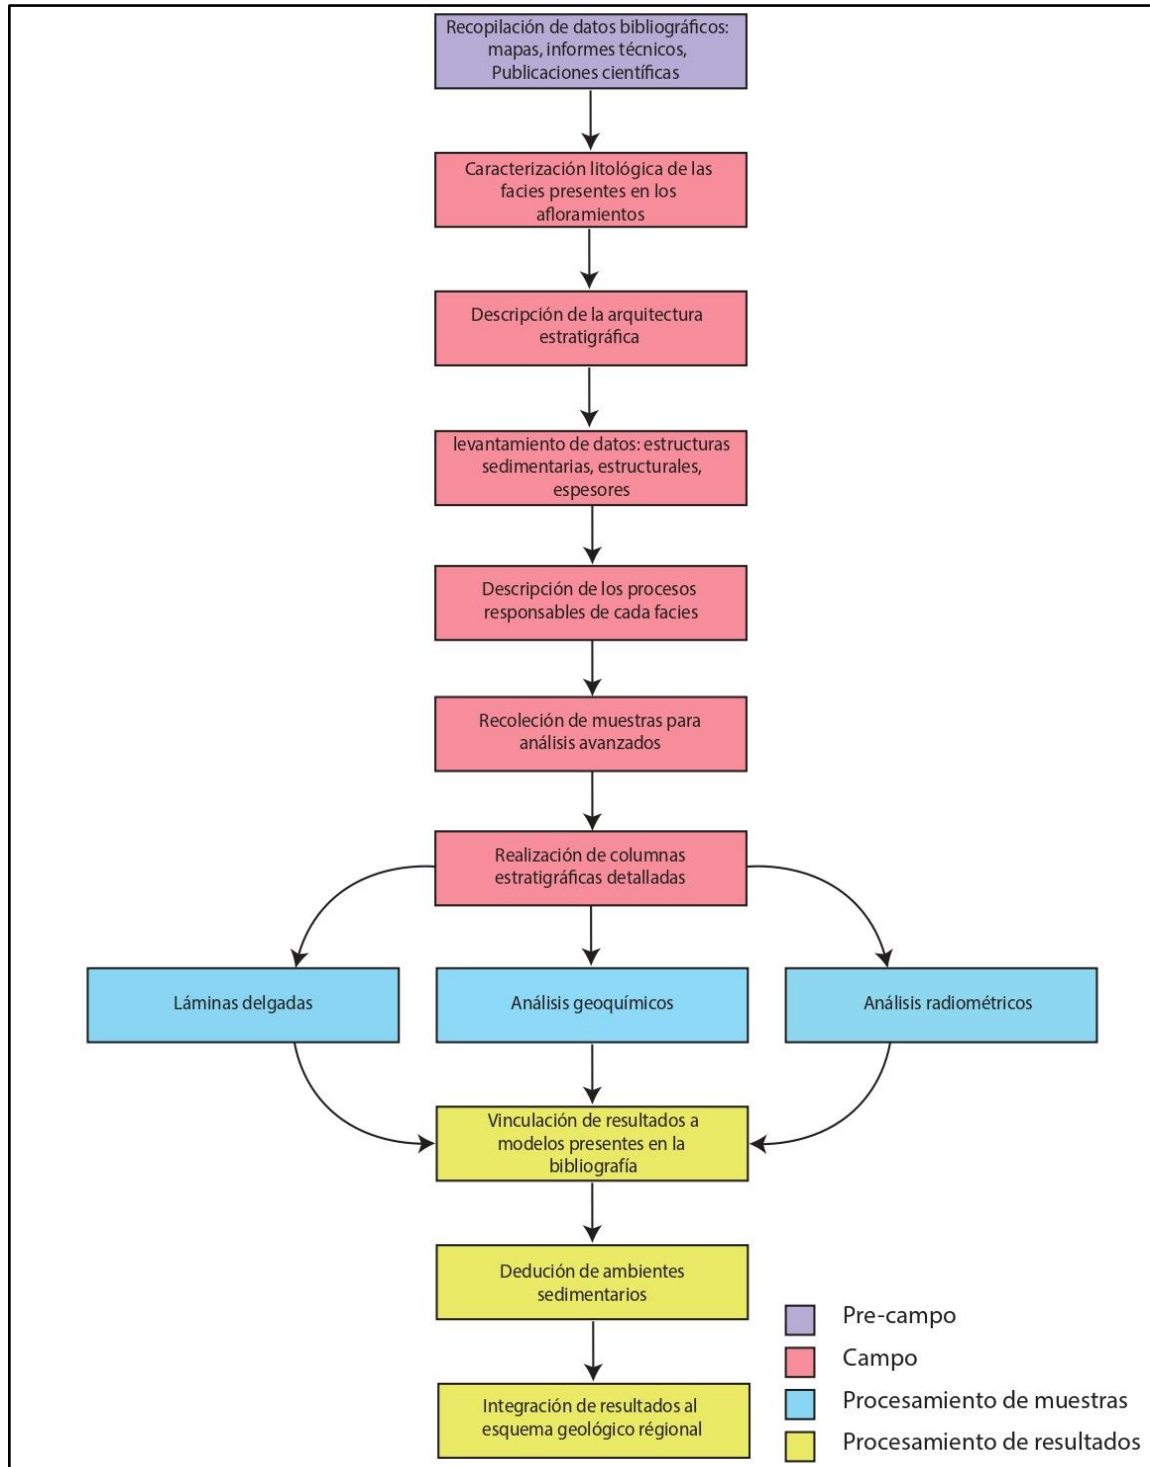 Recopilación de datos bibliográficos:
mapas, informes técnicos,
Publicaciones científicas
Caracterización litológica de las
facies presentes en los
afloramientos
Descripción de la arquitectura
estratigráfica
levantamiento de datos: estructuras
sedimentarias, estructurales,
espesores
Descripción de los procesos
responsables de cada facies
Recoleción de muestras para
análisis avanzados
Realización de columnas
estratigráficas detalladas
Láminas delgadas
Análisis geoquímicos
Análisis radiométricos
Vinculación de resultados a
modelos presentes en la
bibliografía
Dedución de ambientes
sedimentarios
Integración de resultados al
esquema geológico régional
Pre-campo
Campo
Procesamiento de muestras
Procesamiento de resultados